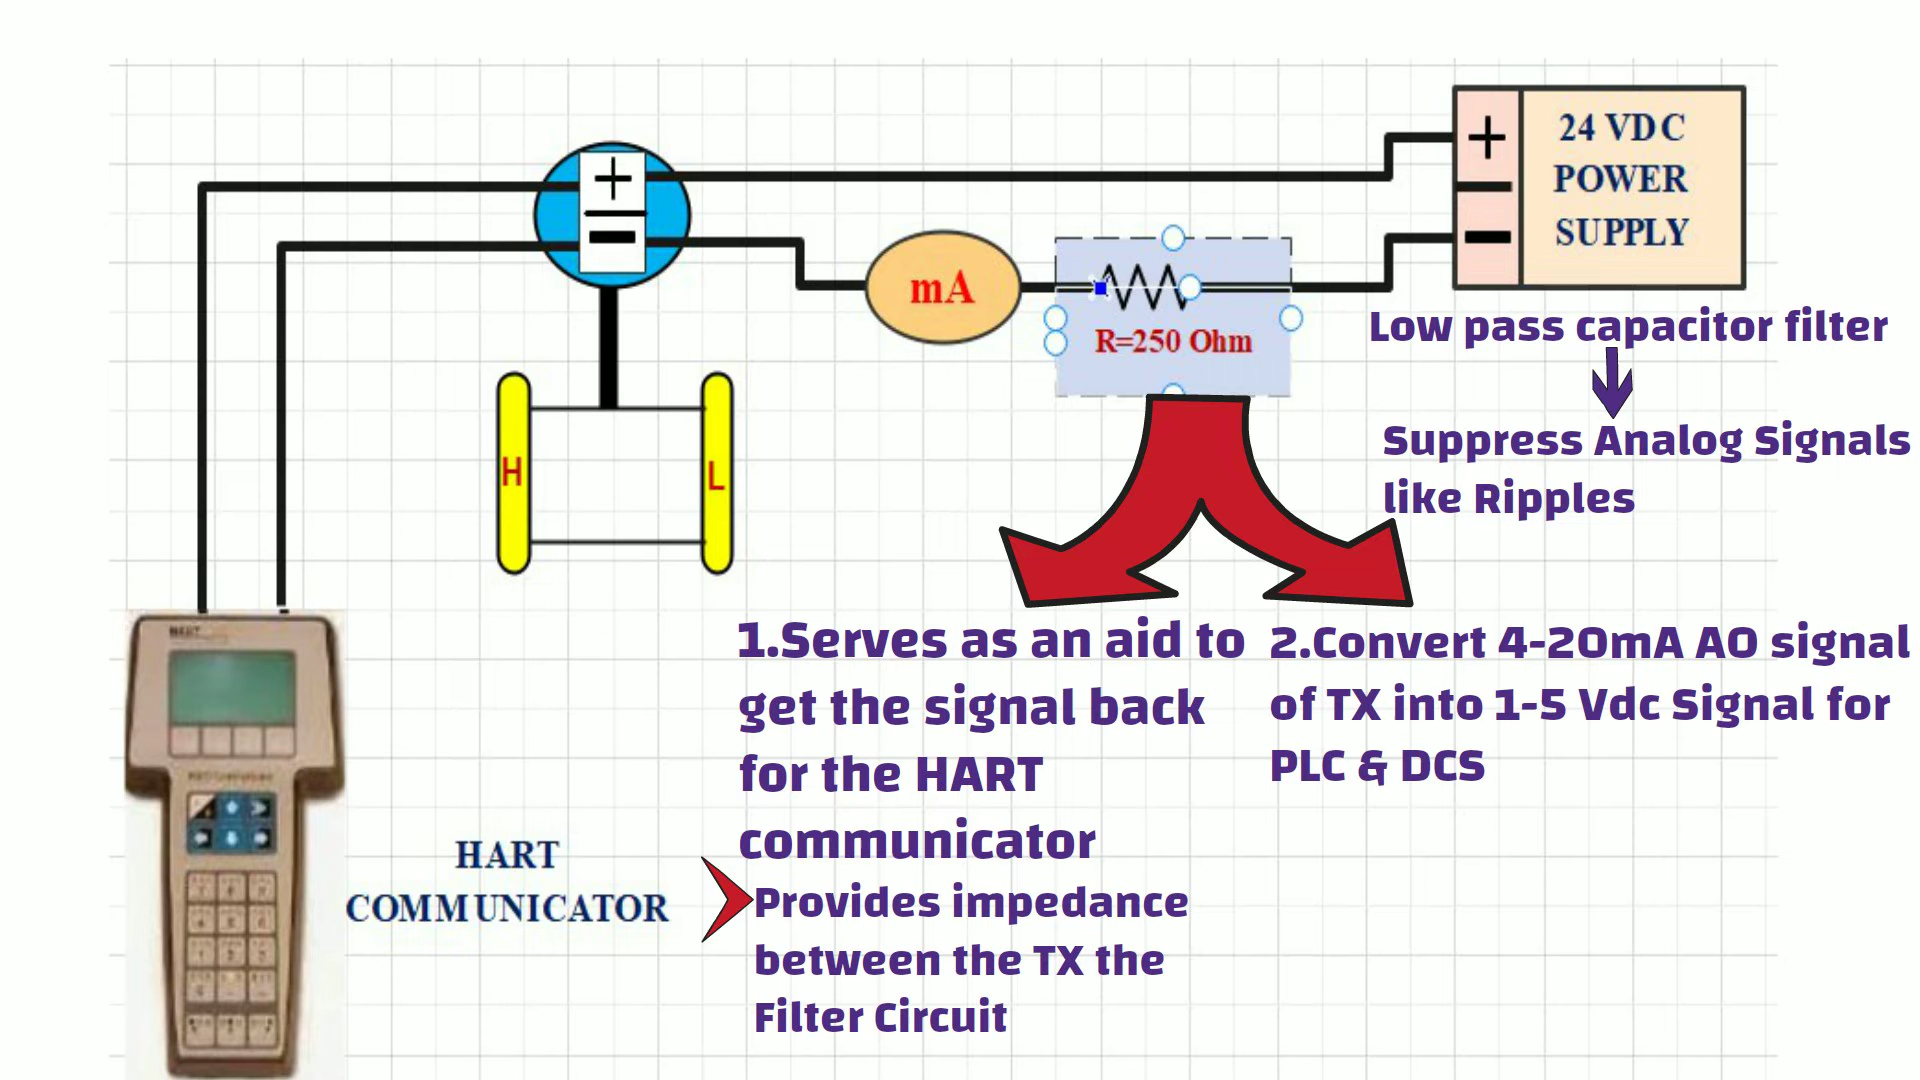 24 VDC
POWER
SUPPLY
+
−
+
−
mA
R=250 Ohm
Low pass capacitor filter
Suppress Analog Signals
like Ripples
H
L
1.Serves as an aid to
get the signal back
for the HART
communicator
Provides impedance
between the TX the
Filter Circuit
2.Convert 4-20mA AO signal
of TX into 1-5 Vdc Signal for
PLC & DCS
HART
HART
COMMUNICATOR